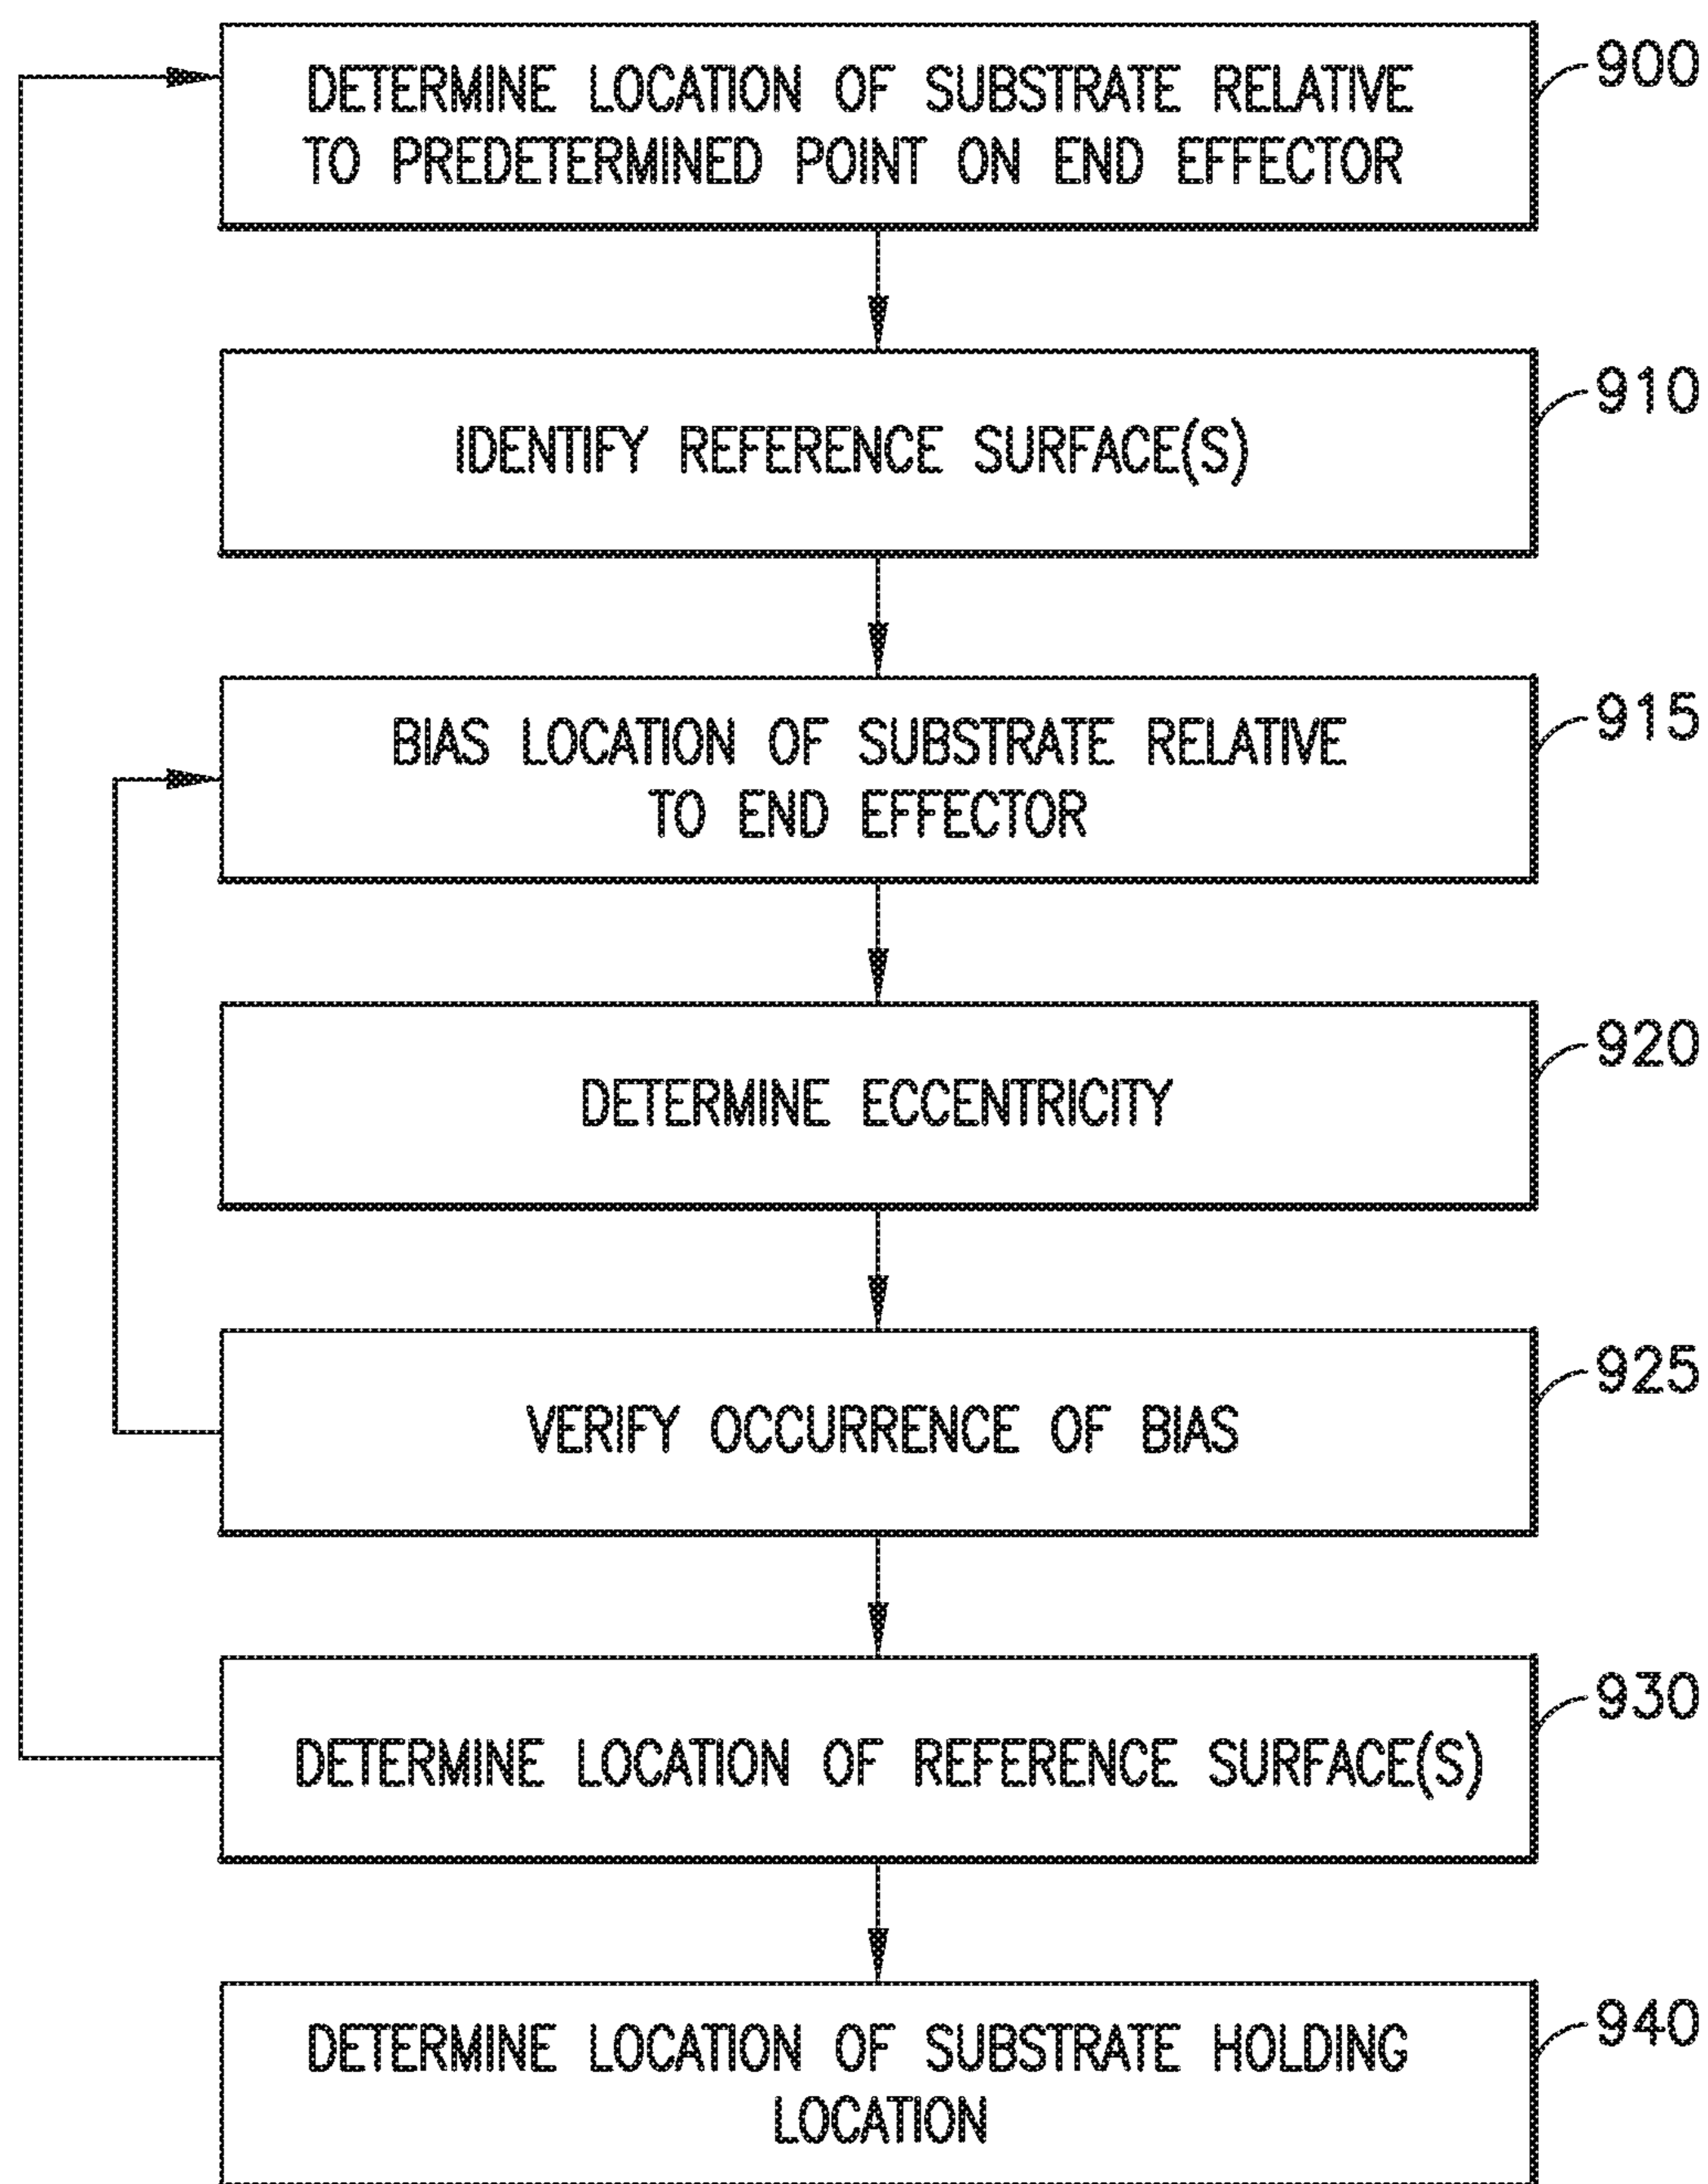 DETERMINE LOCATION OF SUBSTRATE RELATIVE
TO PREDETERMINED POINT ON END EFFECTOR
900
IDENTIFY REFERENCE SURFACE(S)
910
BIAS LOCATION OF SUBSTRATE RELATIVE
TO END EFFECTOR
915
DETERMINE ECCENTRICITY
920
VERIFY OCCURRENCE OF BIAS
925
DETERMINE LOCATION OF REFERENCE SURFACE(S)
930
DETERMINE LOCATION OF SUBSTRATE HOLDING
LOCATION
940